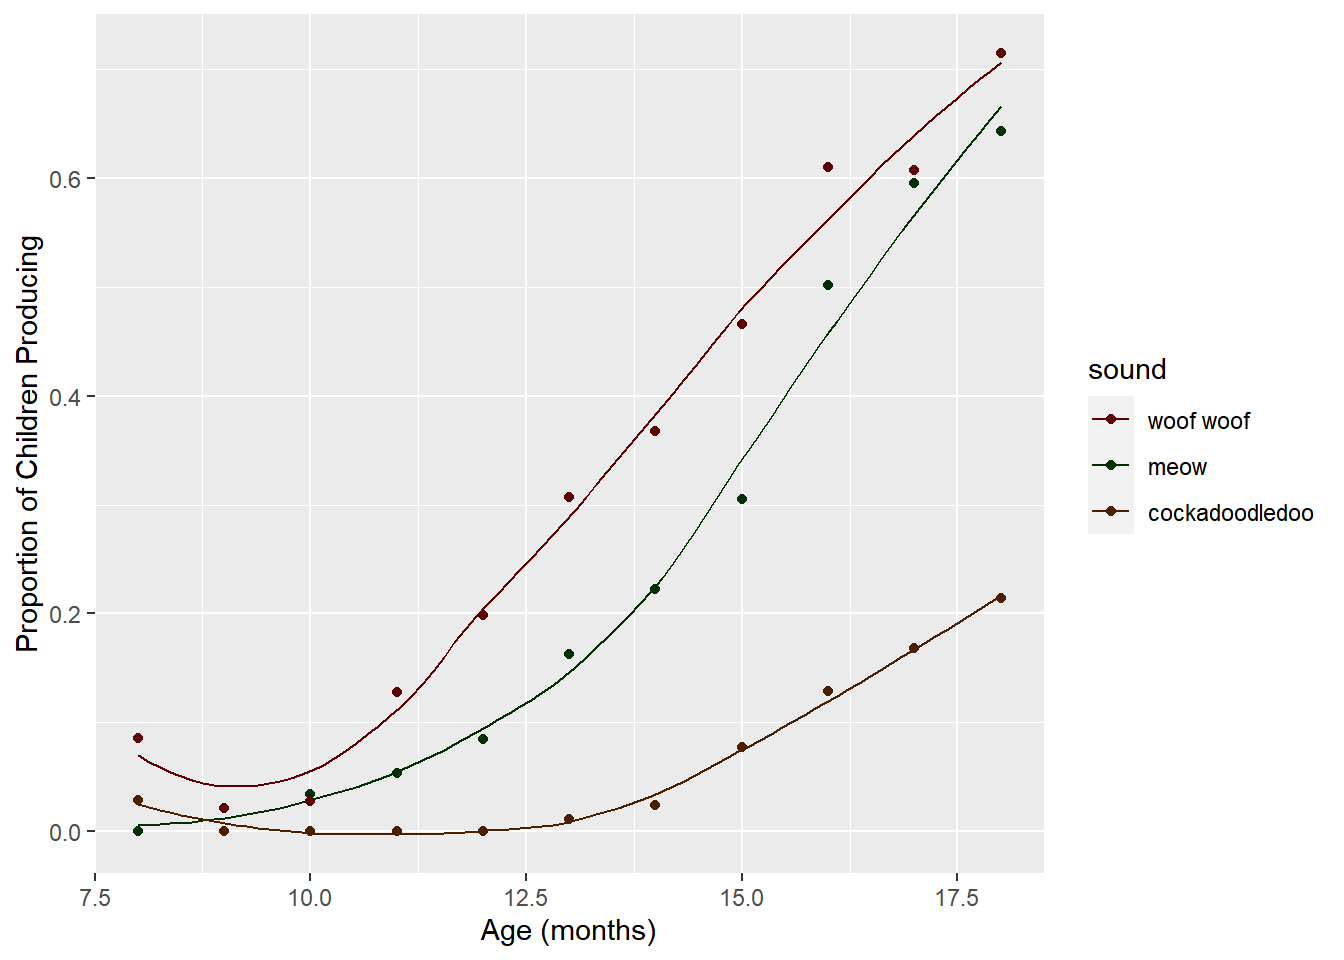 Proportion of Children Producing
0.6
0.4
0.2
0.0
7.5 10.0 12.5 15.0 17.5
Age (months)
sound
woof woof
meow
cockadoodledoo